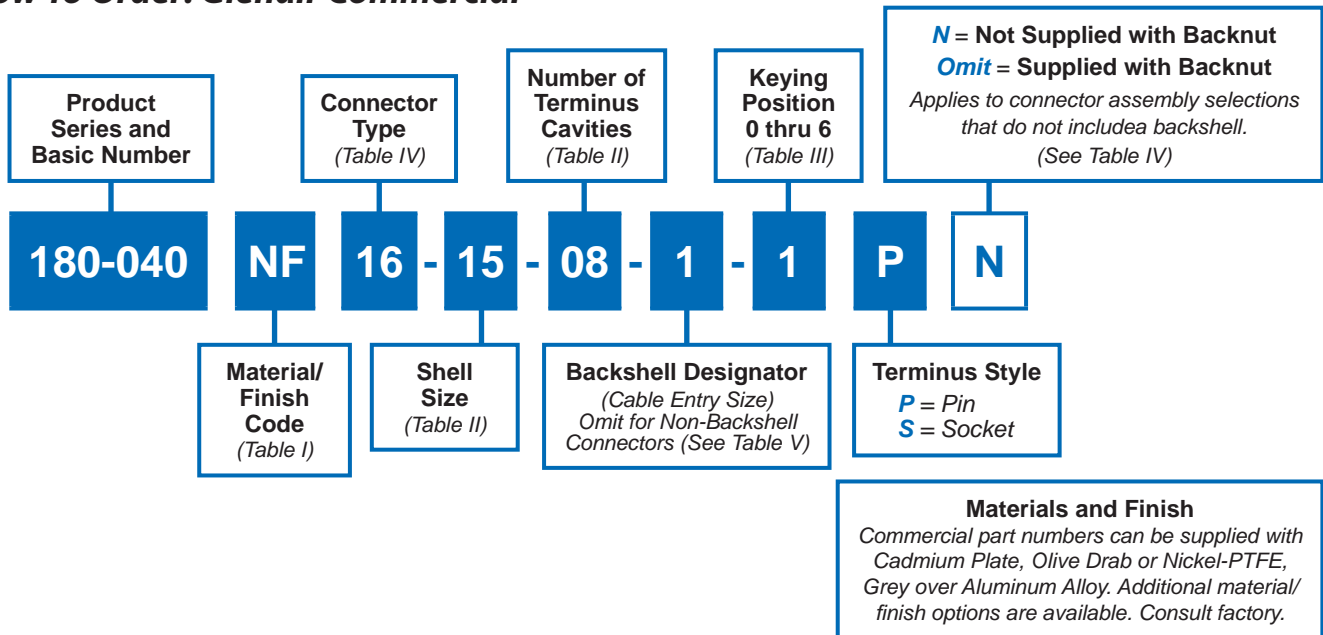 How To Order: Glenair Commercial
N = Not Supplied with Backnut
Omit = Supplied with Backnut
Applies to connector assembly selections
that do not includea backshell.
(See Table IV)
Product
Series and
Basic Number
Connector
Type
(Table IV)
Number of
Terminus
Cavities
(Table II)
Keying
Position
0 thru 6
(Table III)
180-040 NF 16 - 15 - 08 - 1 - 1 P N
Material/
Finish
Code
(Table I)
Shell
Size
(Table II)
Backshell Designator
(Cable Entry Size)
Omit for Non-Backshell
Connectors (See Table V)
Terminus Style
P = Pin
S = Socket
Materials and Finish
Commercial part numbers can be supplied with
Cadmium Plate, Olive Drab or Nickel-PTFE,
Grey over Aluminum Alloy. Additional material/
finish options are available. Consult factory.